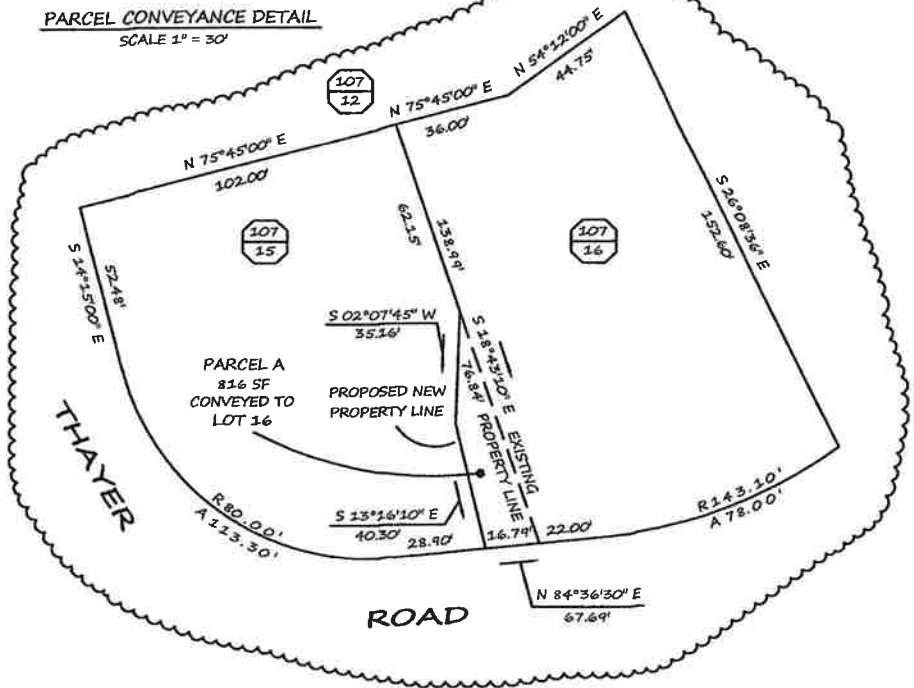 PARCEL CONVEYANCE DETAIL
SCALE 1" = 30'
107
12
N 75°45'00" E
102.00'
N 75°45'00" E
36.00'
N 54°12'00" E
44.75'
S 26°08'36" E
152.60'
107
15
107
16
S 14°15'00" E
52.48'
62.15'
138.99'
S 02°07'45" W
35.16'
S 18°43'10" E
76.84'
EXISTING
PROPERTY LINE
PARCEL A
816 SF
CONVEYED TO
LOT 16
PROPOSED NEW
PROPERTY LINE
THAYER
R 80.00'
A 113.30'
S 13°16'10" E
40.30'
28.90'
16.79'
22.00'
R 143.10'
A 78.00'
N 84°36'30" E
67.69'
ROAD